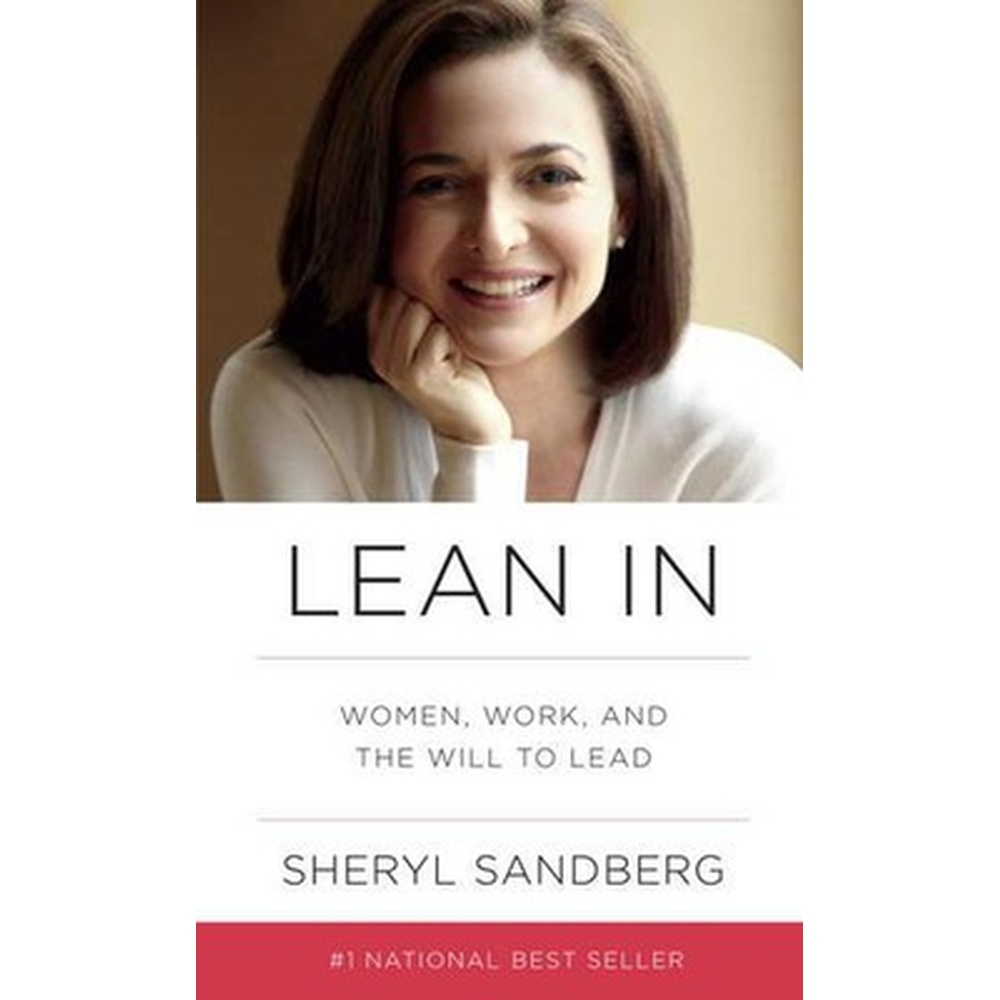 LEAN IN
WOMEN, WORK, AND
THE WILL TO LEAD
SHERYL SANDBERG
#1 NATIONAL BEST SELLER